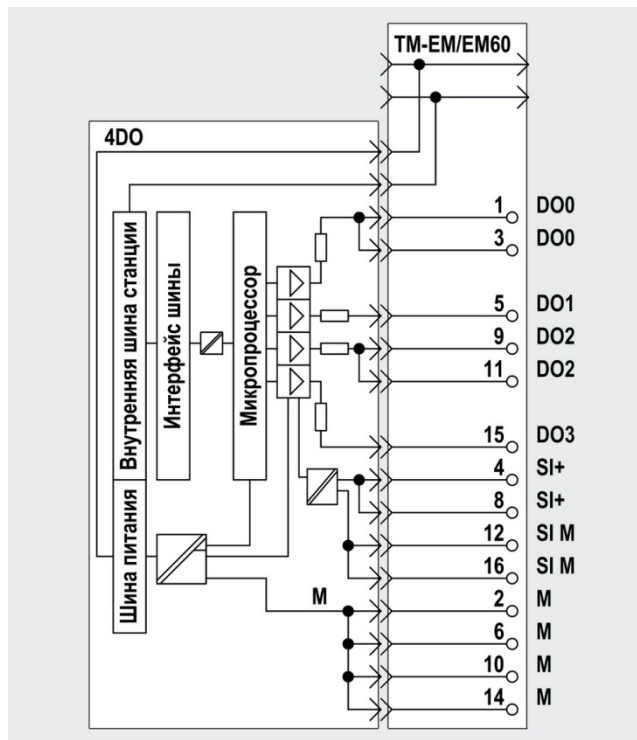 TM-EM/EM60
4DO
Внутренняя шина станции
Интерфейс шины
Микропроцессор
Шина питания
1 DO0
3 DO0
5 DO1
9 DO2
11 DO2
15 DO3
4 SI+
8 SI+
12 SI M
16 SI M
M
2 M
6 M
10 M
14 M